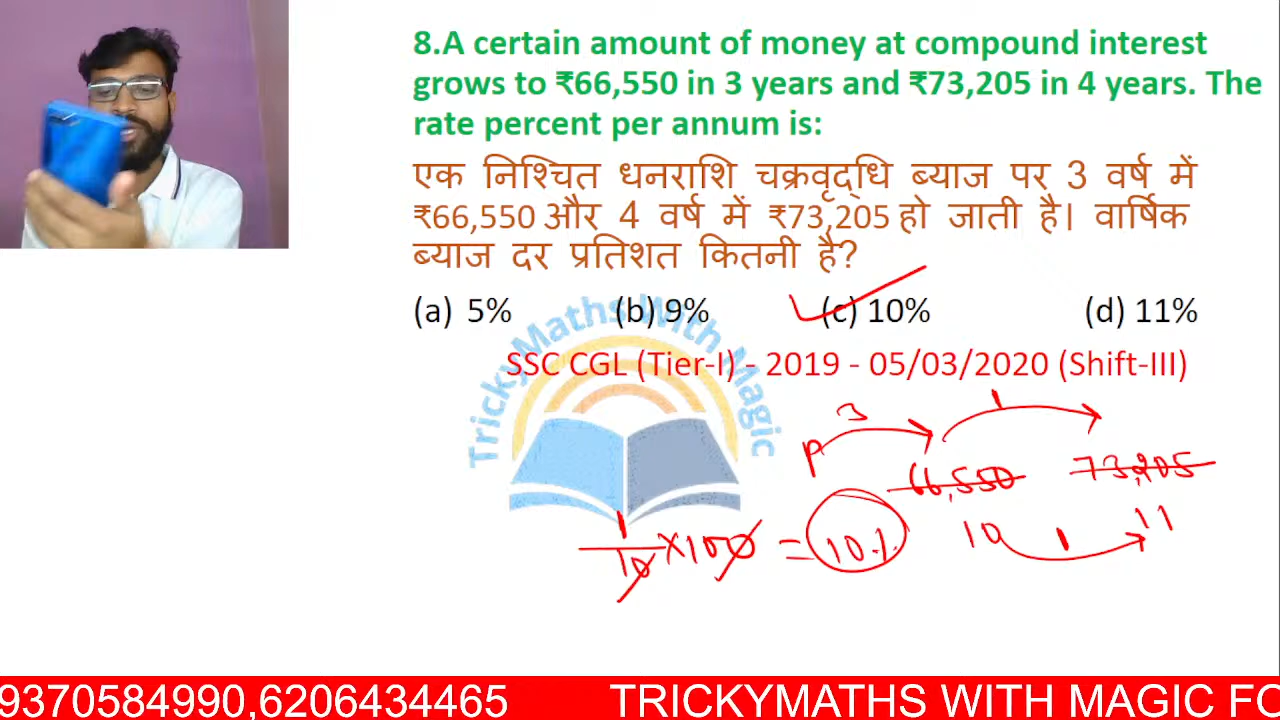 8.A certain amount of money at compound interest
grows to ₹66,550 in 3 years and ₹73,205 in 4 years. The
rate percent per annum is:
एक निश्चित धनराशि चक्रवृद्धि ब्याज पर 3 वर्ष में
₹66,550 और 4 वर्ष में ₹73,205 हो जाती है। वार्षिक
ब्याज दर प्रतिशत कितनी है?
(a) 5% (b) 9% (c) 10% (d) 11%
TrickyMaths With Magic
SSC CGL (Tier-I) - 2019 - 05/03/2020 (Shift-III)
3 1
P 66,550 73,205
1/10 × 100 = 10% 10 1 11
9370584990,6206434465 TRICKYMATHS WITH MAGIC FO